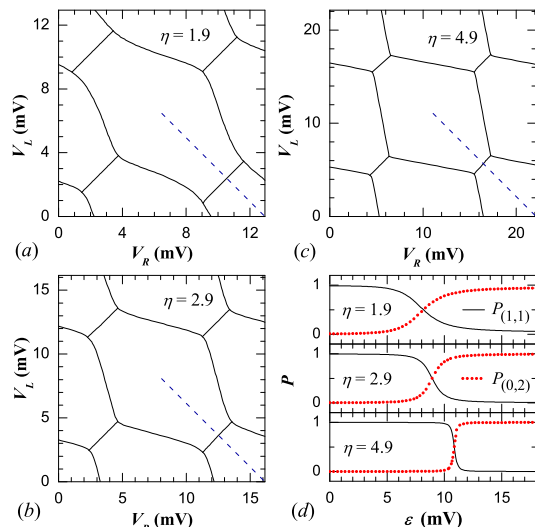 12
η = 1.9
8
V_L (mV)
4
0
0 4 8 12
(a) V_R (mV)
20
η = 4.9
10
V_L (mV)
0
0 10 20
(c) V_R (mV)
15
η = 2.9
10
V_L (mV)
5
0
0 5 10 15
(b) V_R (mV)
1
η = 1.9
P_(1,1)
0
1
P
η = 2.9
P_(0,2)
0
1
η = 4.9
0
0 5 10 15
(d) ε (mV)